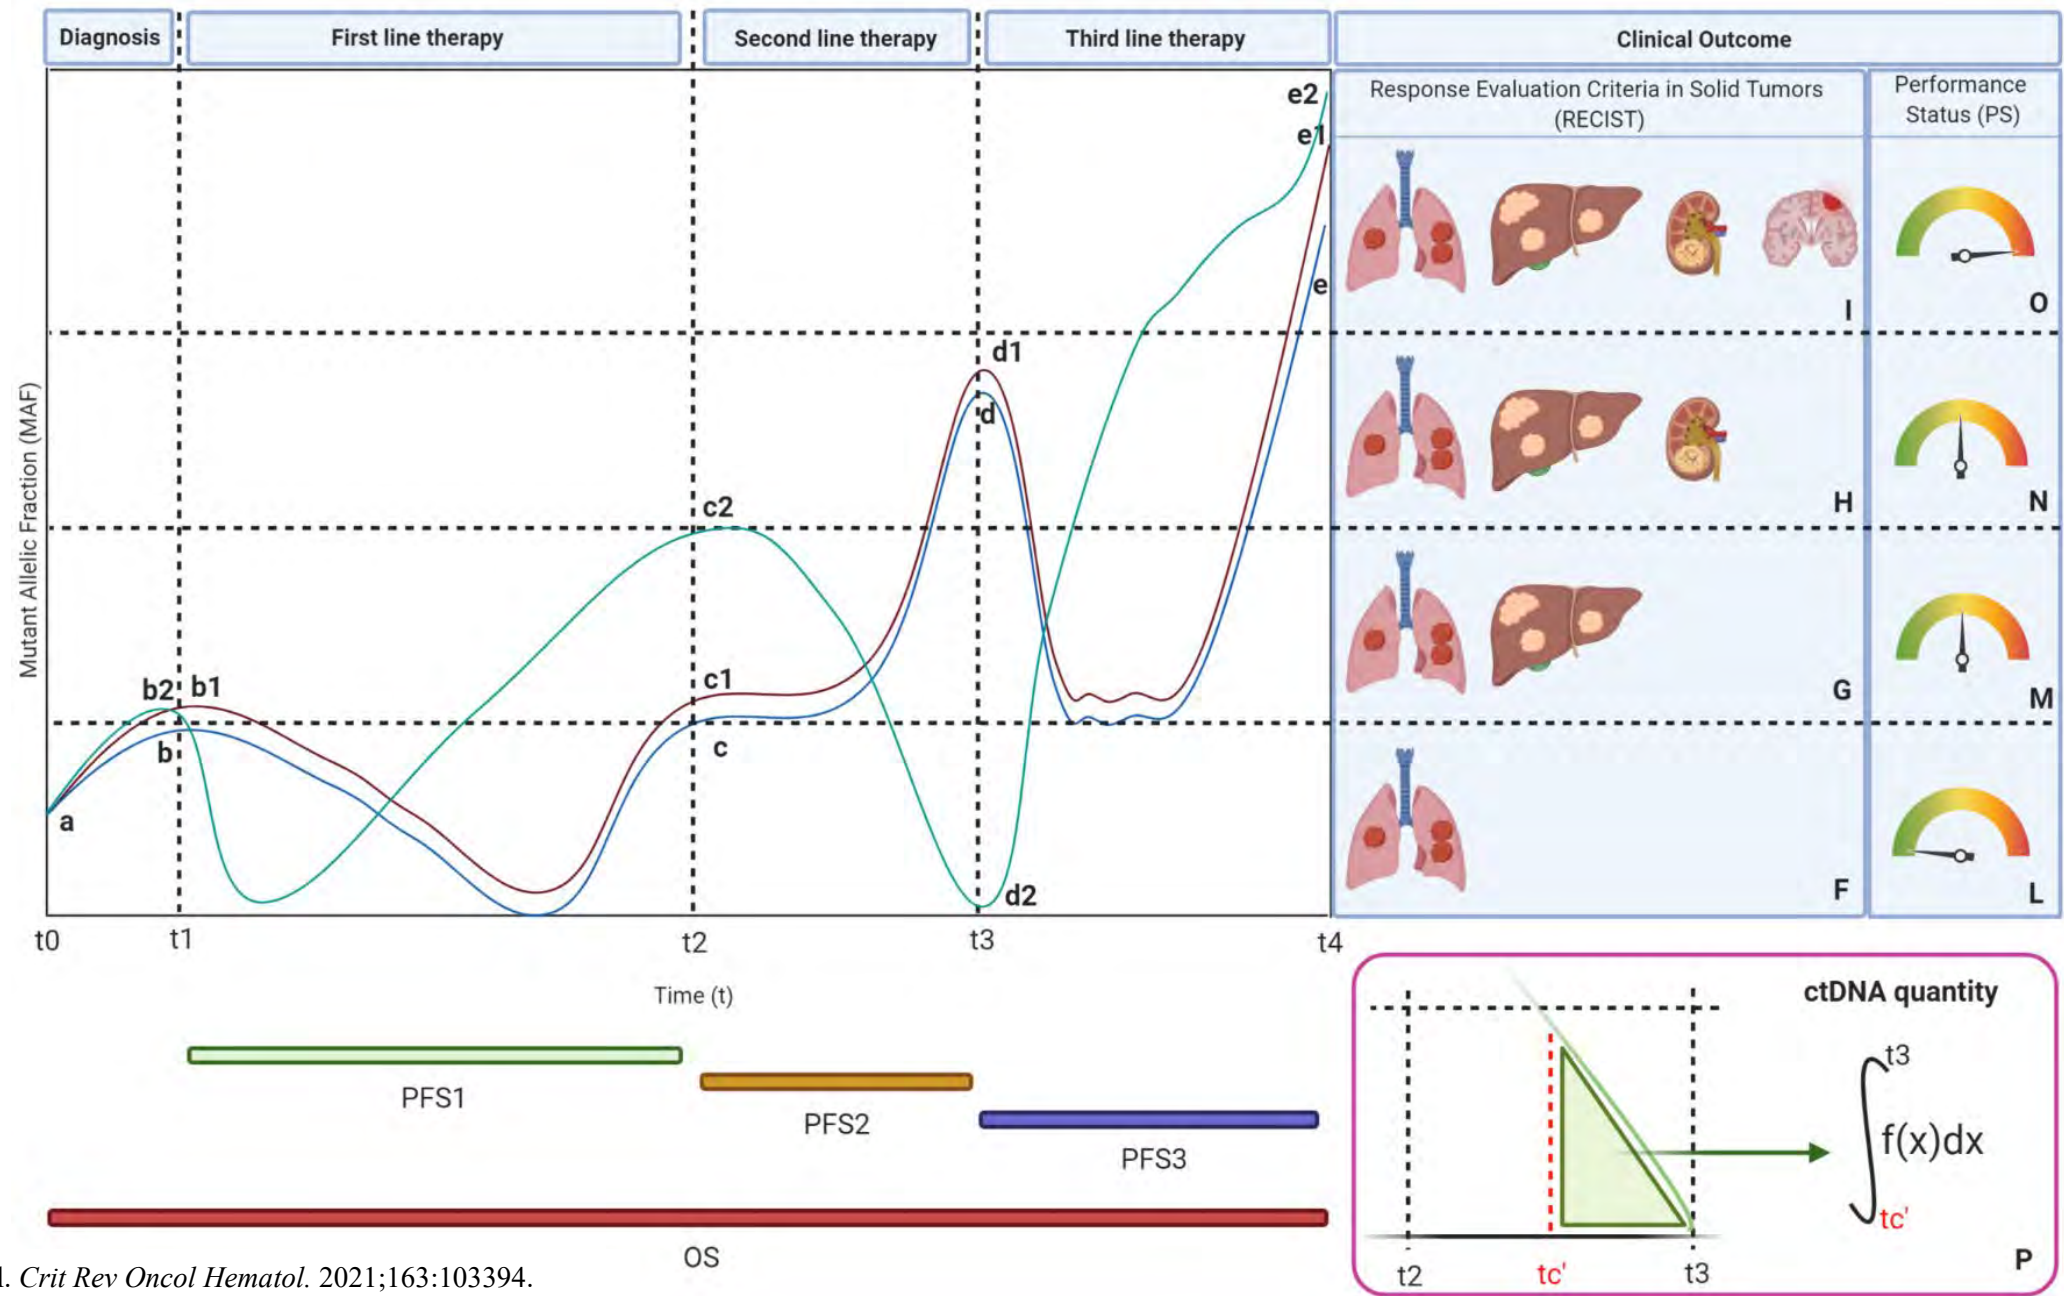 Diagnosis
First line therapy
Second line therapy
Third line therapy
Clinical Outcome
Response Evaluation Criteria in Solid Tumors
(RECIST)
Performance
Status (PS)
Mutant Allelic Fraction (MAF)
e2
e1
e
d1
d
c2
c1
c
b2
b1
b
a
d2
I
O
H
N
G
M
F
L
t0
t1
t2
t3
t4
Time (t)
PFS1
PFS2
PFS3
OS
ctDNA quantity
t3
f(x)dx
tc'
P
t2
tc'
t3
l. Crit Rev Oncol Hematol. 2021;163:103394.